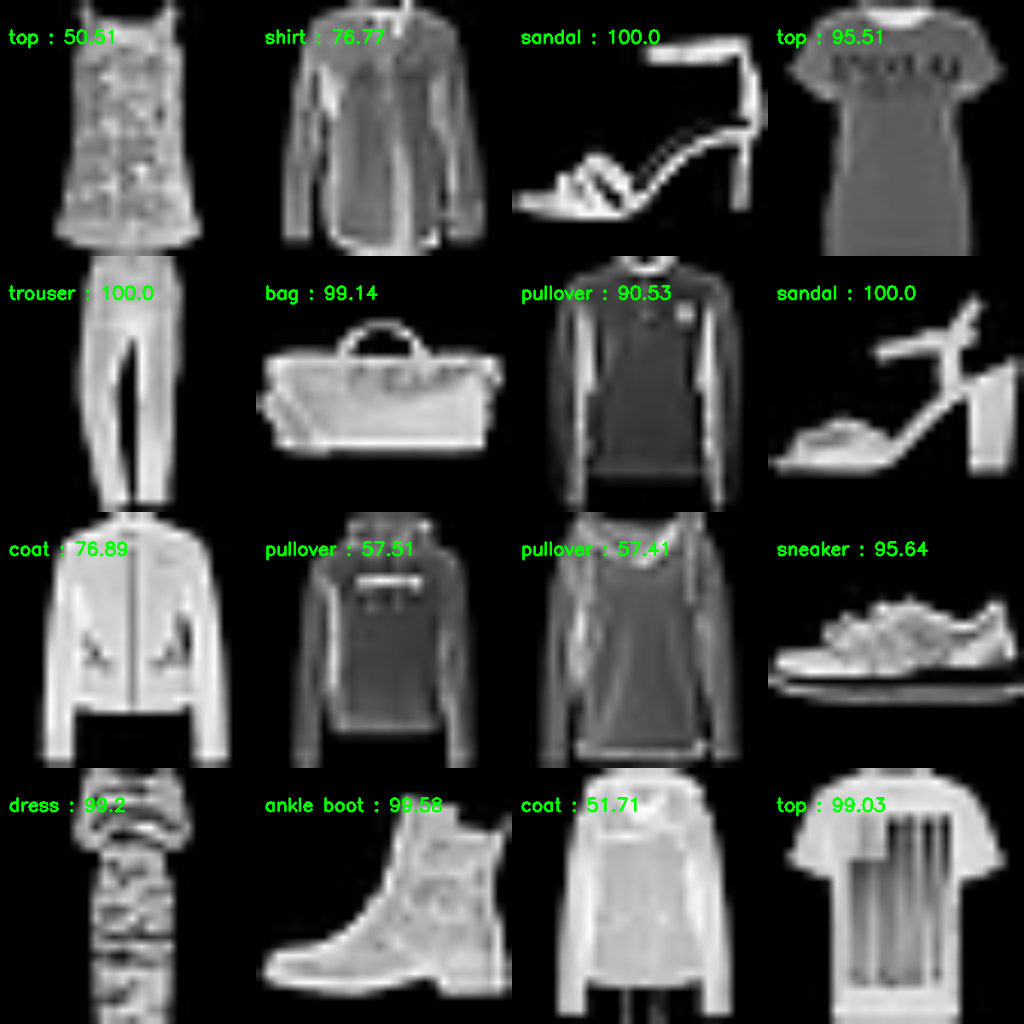 top : 50.51
shirt : 76.77
sandal : 100.0
top : 95.51
trouser : 100.0
bag : 99.14
pullover : 90.53
sandal : 100.0
coat : 76.89
pullover : 57.51
pullover : 57.41
sneaker : 95.64
dress : 99.2
ankle boot : 99.58
coat : 51.71
top : 99.03